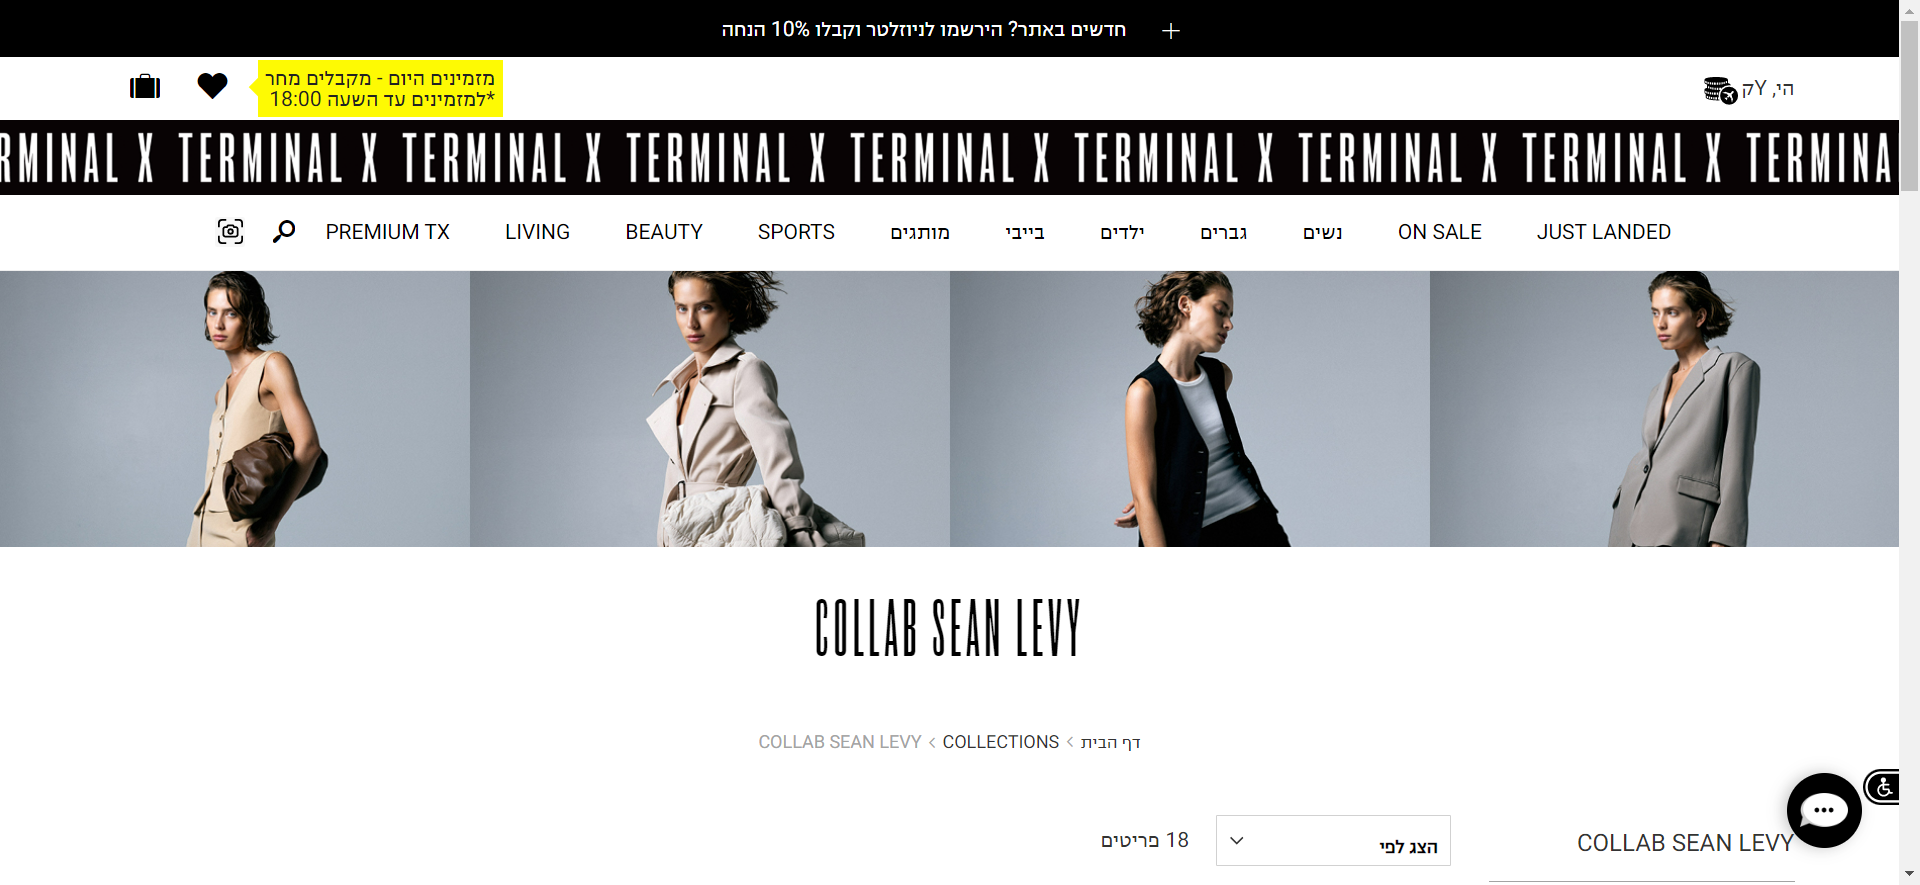 חדשים באתר? הירשמו לניוזלטר וקבלו 10% הנחה +
הי, קY
מזמינים היום - מקבלים מחר
*למזמינים עד השעה 18:00
RMINAL X TERMINAL X TERMINAL X TERMINAL X TERMINAL X TERMINAL X TERMINAL X TERMINAL X TERMINA
JUST LANDED
ON SALE
נשים
גברים
ילדים
בייבי
מותגים
SPORTS
BEAUTY
LIVING
PREMIUM TX
COLLAB SEAN LEVY
דף הבית > COLLECTIONS > COLLAB SEAN LEVY
COLLAB SEAN LEVY
הצג לפי
18 פריטים